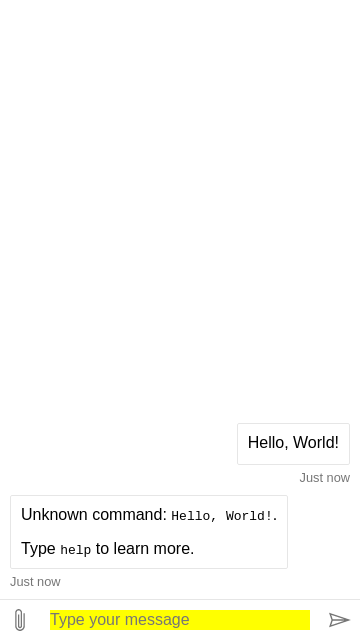 Hello, World!
Just now
Unknown command: Hello, World!.
Type help to learn more.
Just now
Type your message